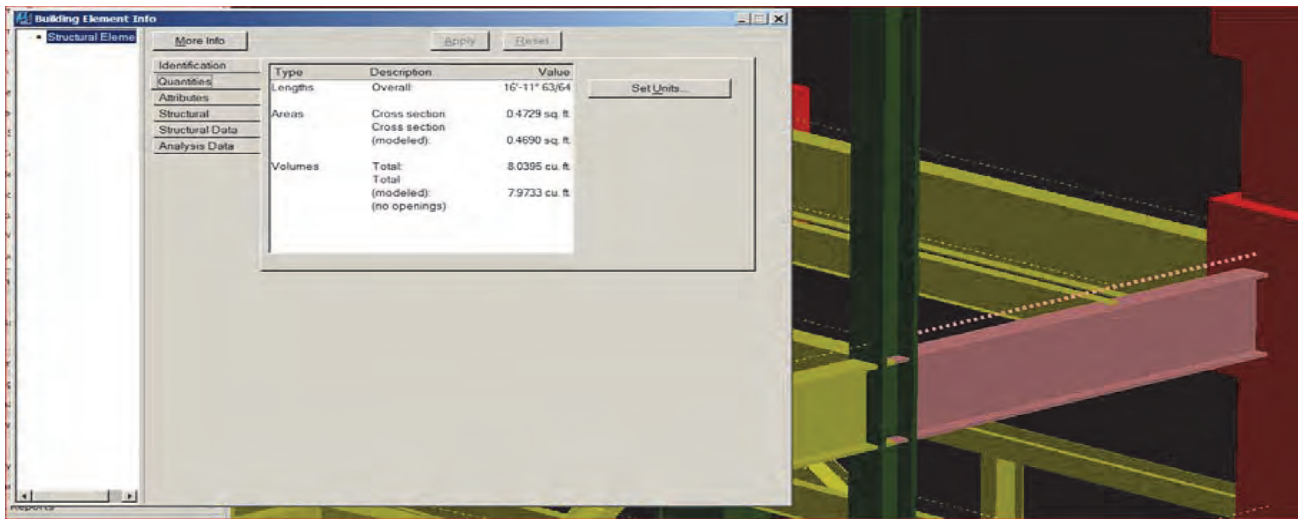 Building Element Info
Structural Eleme
More Info
Apply
Reset
Identification
Quantities
Attributes
Structural
Structural Data
Analysis Data
Type Description Value
Lengths Overall: 16'-11" 63/64
Areas Cross section 0.4729 sq. ft.
Cross section
(modeled): 0.4690 sq. ft.
Volumes Total: 8.0395 cu. ft.
Total
(modeled): 7.9733 cu. ft.
(no openings)
Set Units...
Reports